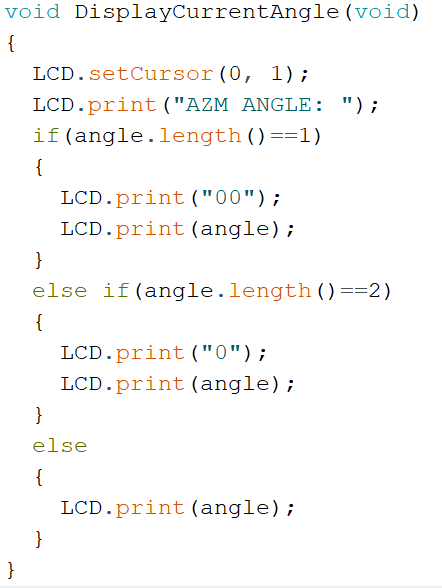 void DisplayCurrentAngle(void)
{
  LCD.setCursor(0, 1);
  LCD.print("AZM ANGLE: ");
  if(angle.length()==1)
  {
    LCD.print("00");
    LCD.print(angle);
  }
  else if(angle.length()==2)
  {
    LCD.print("0");
    LCD.print(angle);
  }
  else
  {
    LCD.print(angle);
  }
}